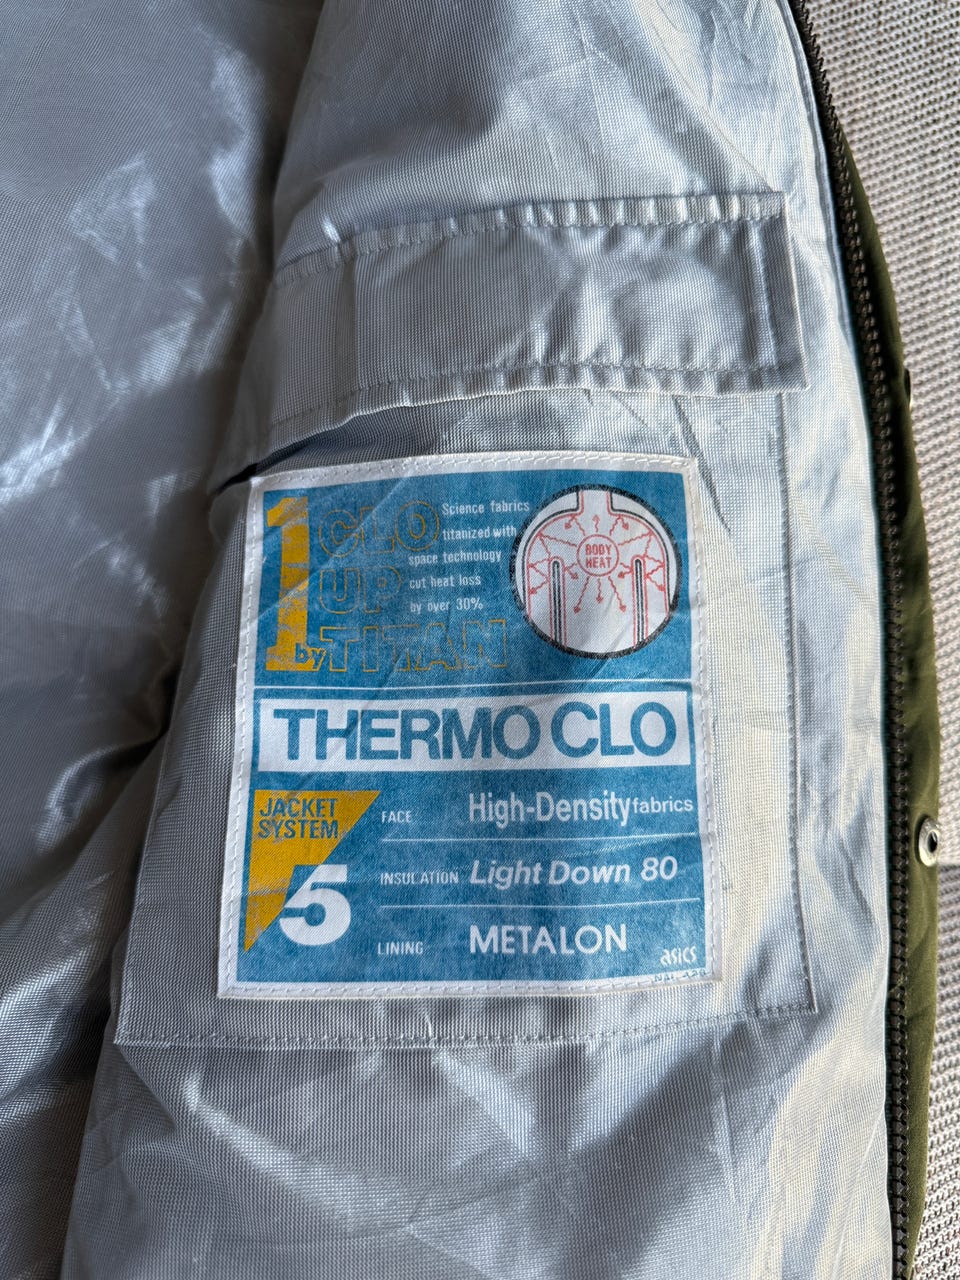 1 CLO UP by TITAN
Science fabrics
titanized with
space technology
cut heat loss
by over 30%
BODY
HEAT
THERMO CLO
JACKET
SYSTEM
5
FACE High-Density fabrics
INSULATION Light Down 80
LINING METALON
asics